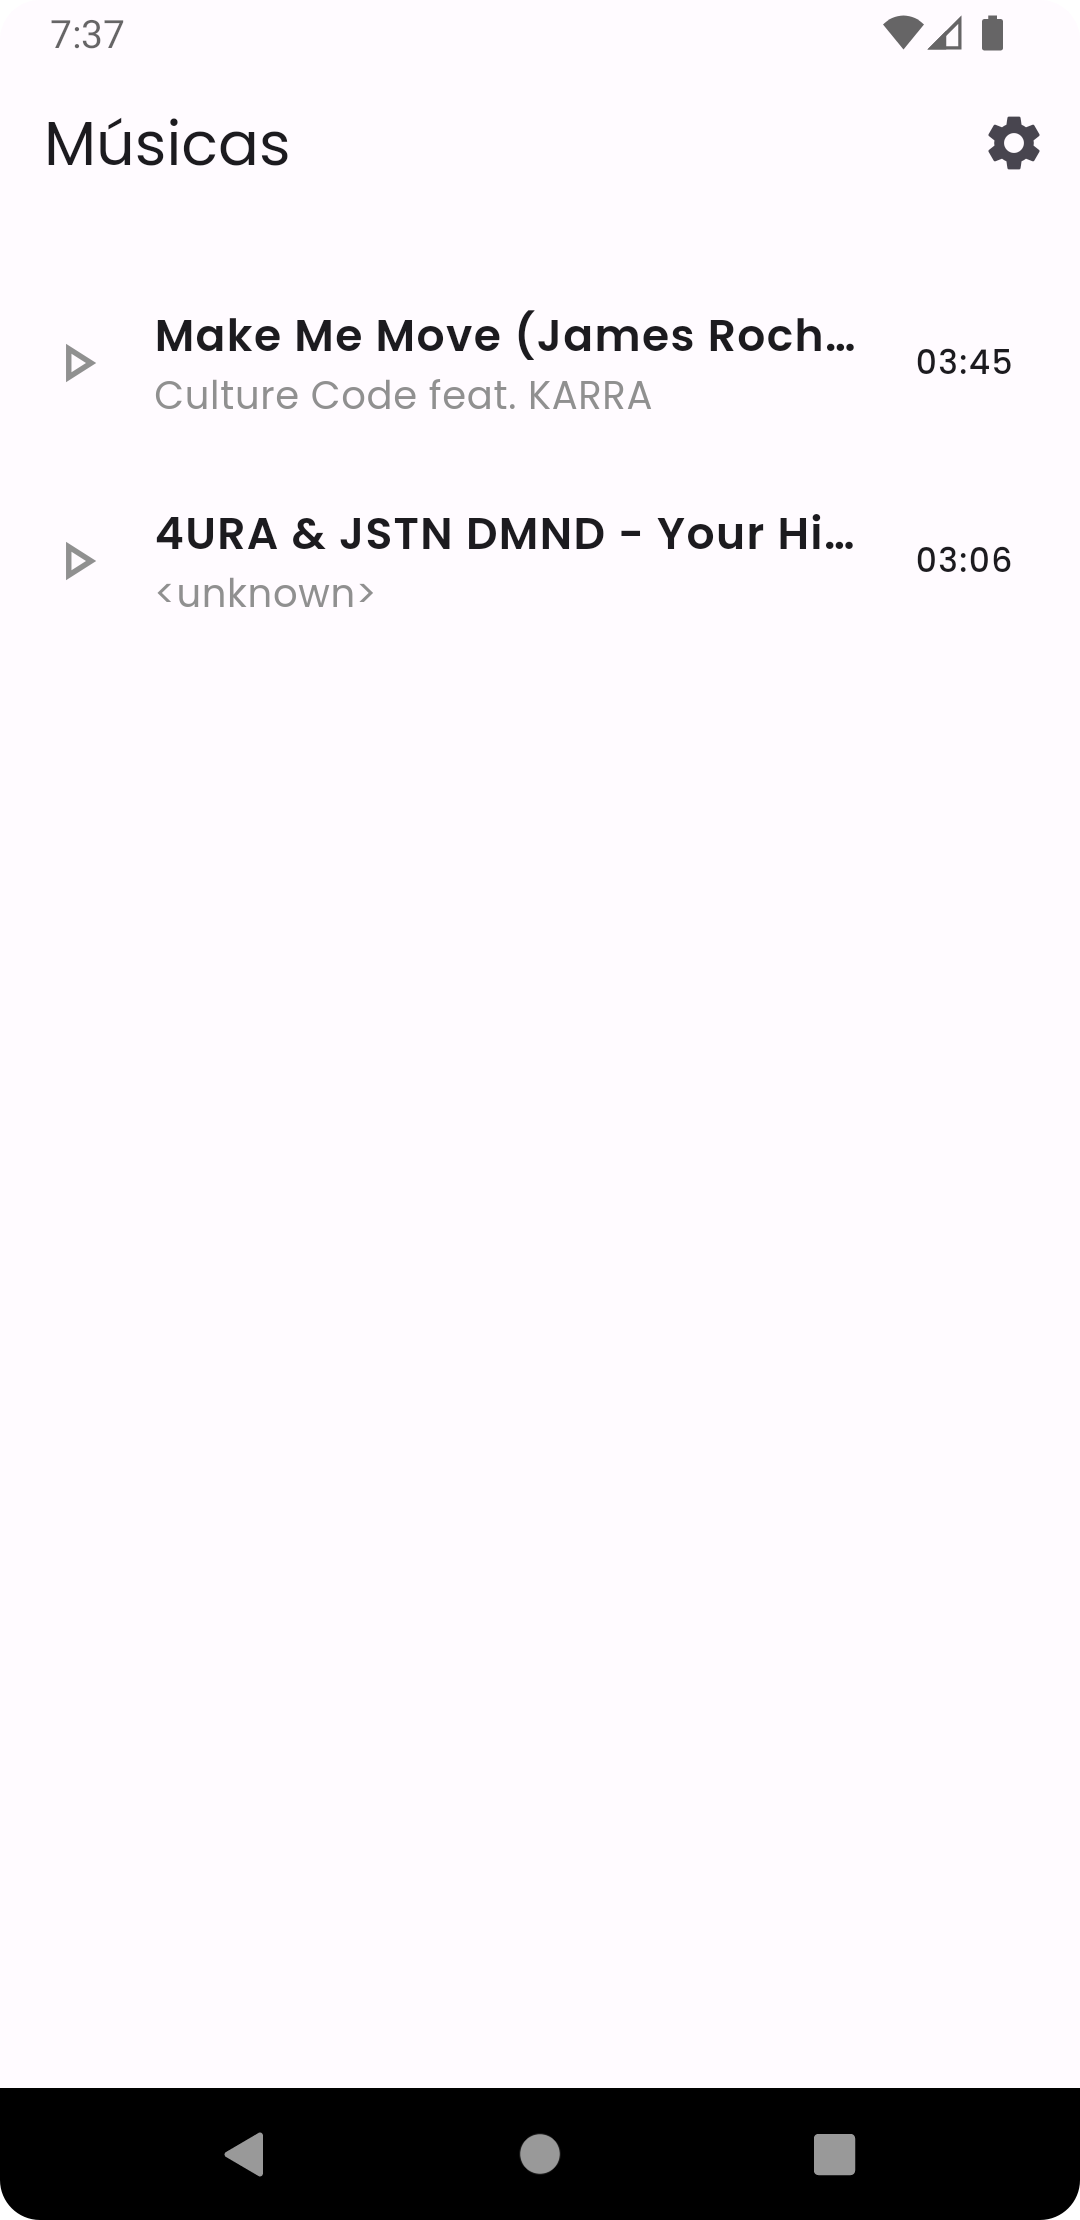 7:37
Músicas
Make Me Move (James Roch…
Culture Code feat. KARRA
03:45
4URA & JSTN DMND - Your Hi…
<unknown>
03:06